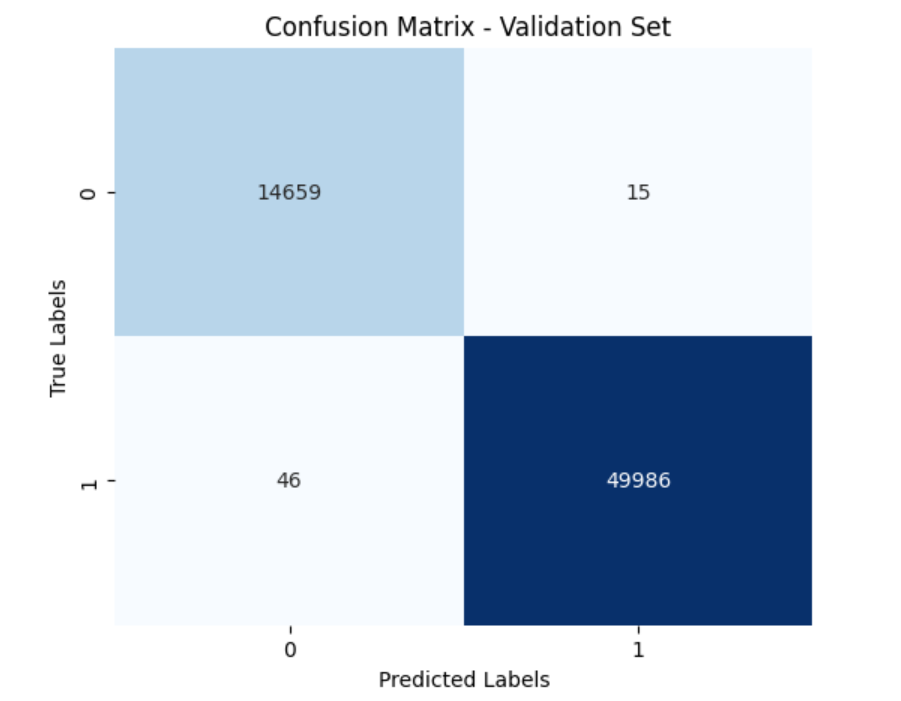 Confusion Matrix - Validation Set
True Labels
0
14659
15
1
46
49986
0
1
Predicted Labels